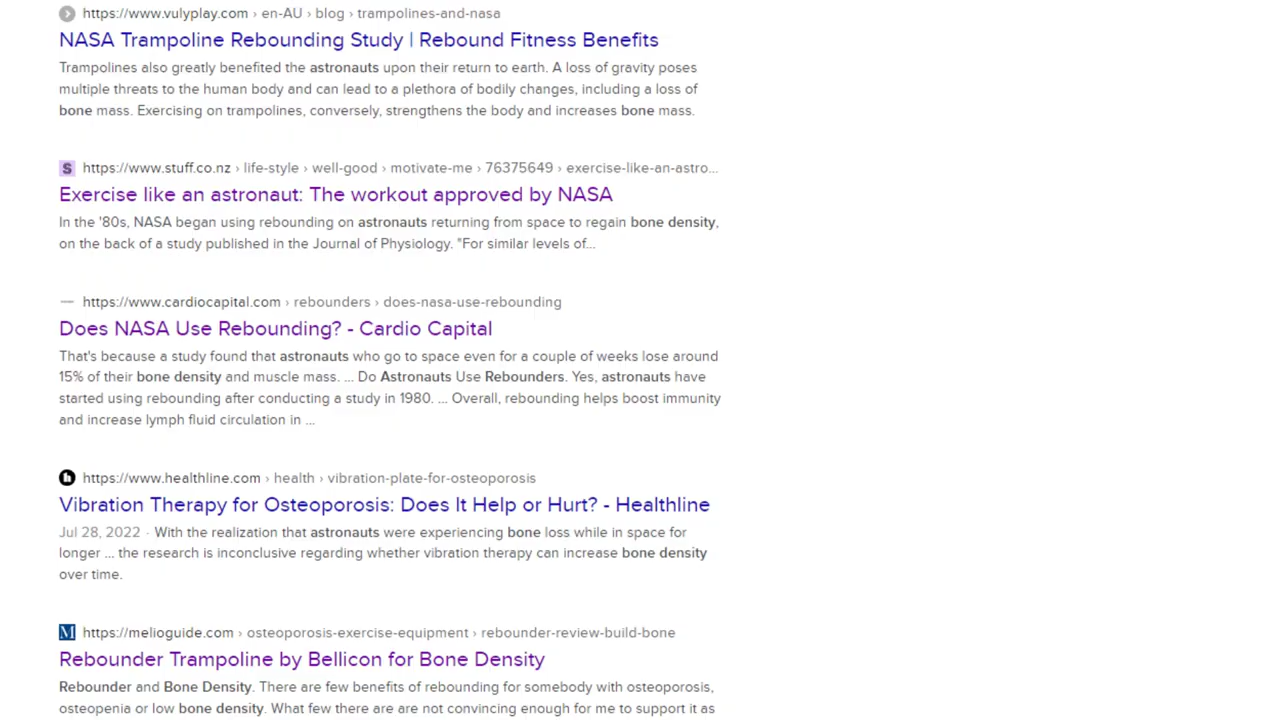 https://www.vulyplay.com › en-AU › blog › trampolines-and-nasa
NASA Trampoline Rebounding Study | Rebound Fitness Benefits
Trampolines also greatly benefited the astronauts upon their return to earth. A loss of gravity poses
multiple threats to the human body and can lead to a plethora of bodily changes, including a loss of
bone mass. Exercising on trampolines, conversely, strengthens the body and increases bone mass.
S https://www.stuff.co.nz › life-style › well-good › motivate-me › 76375649 › exercise-like-an-astro...
Exercise like an astronaut: The workout approved by NASA
In the '80s, NASA began using rebounding on astronauts returning from space to regain bone density,
on the back of a study published in the Journal of Physiology. "For similar levels of...
https://www.cardiocapital.com › rebounders › does-nasa-use-rebounding
Does NASA Use Rebounding? - Cardio Capital
That's because a study found that astronauts who go to space even for a couple of weeks lose around
15% of their bone density and muscle mass. ... Do Astronauts Use Rebounders. Yes, astronauts have
started using rebounding after conducting a study in 1980. ... Overall, rebounding helps boost immunity
and increase lymph fluid circulation in ...
h https://www.healthline.com › health › vibration-plate-for-osteoporosis
Vibration Therapy for Osteoporosis: Does It Help or Hurt? - Healthline
Jul 28, 2022 · With the realization that astronauts were experiencing bone loss while in space for
longer ... the research is inconclusive regarding whether vibration therapy can increase bone density
over time.
M https://melioguide.com › osteoporosis-exercise-equipment › rebounder-review-build-bone
Rebounder Trampoline by Bellicon for Bone Density
Rebounder and Bone Density. There are few benefits of rebounding for somebody with osteoporosis,
osteopenia or low bone density. What few there are are not convincing enough for me to support it as